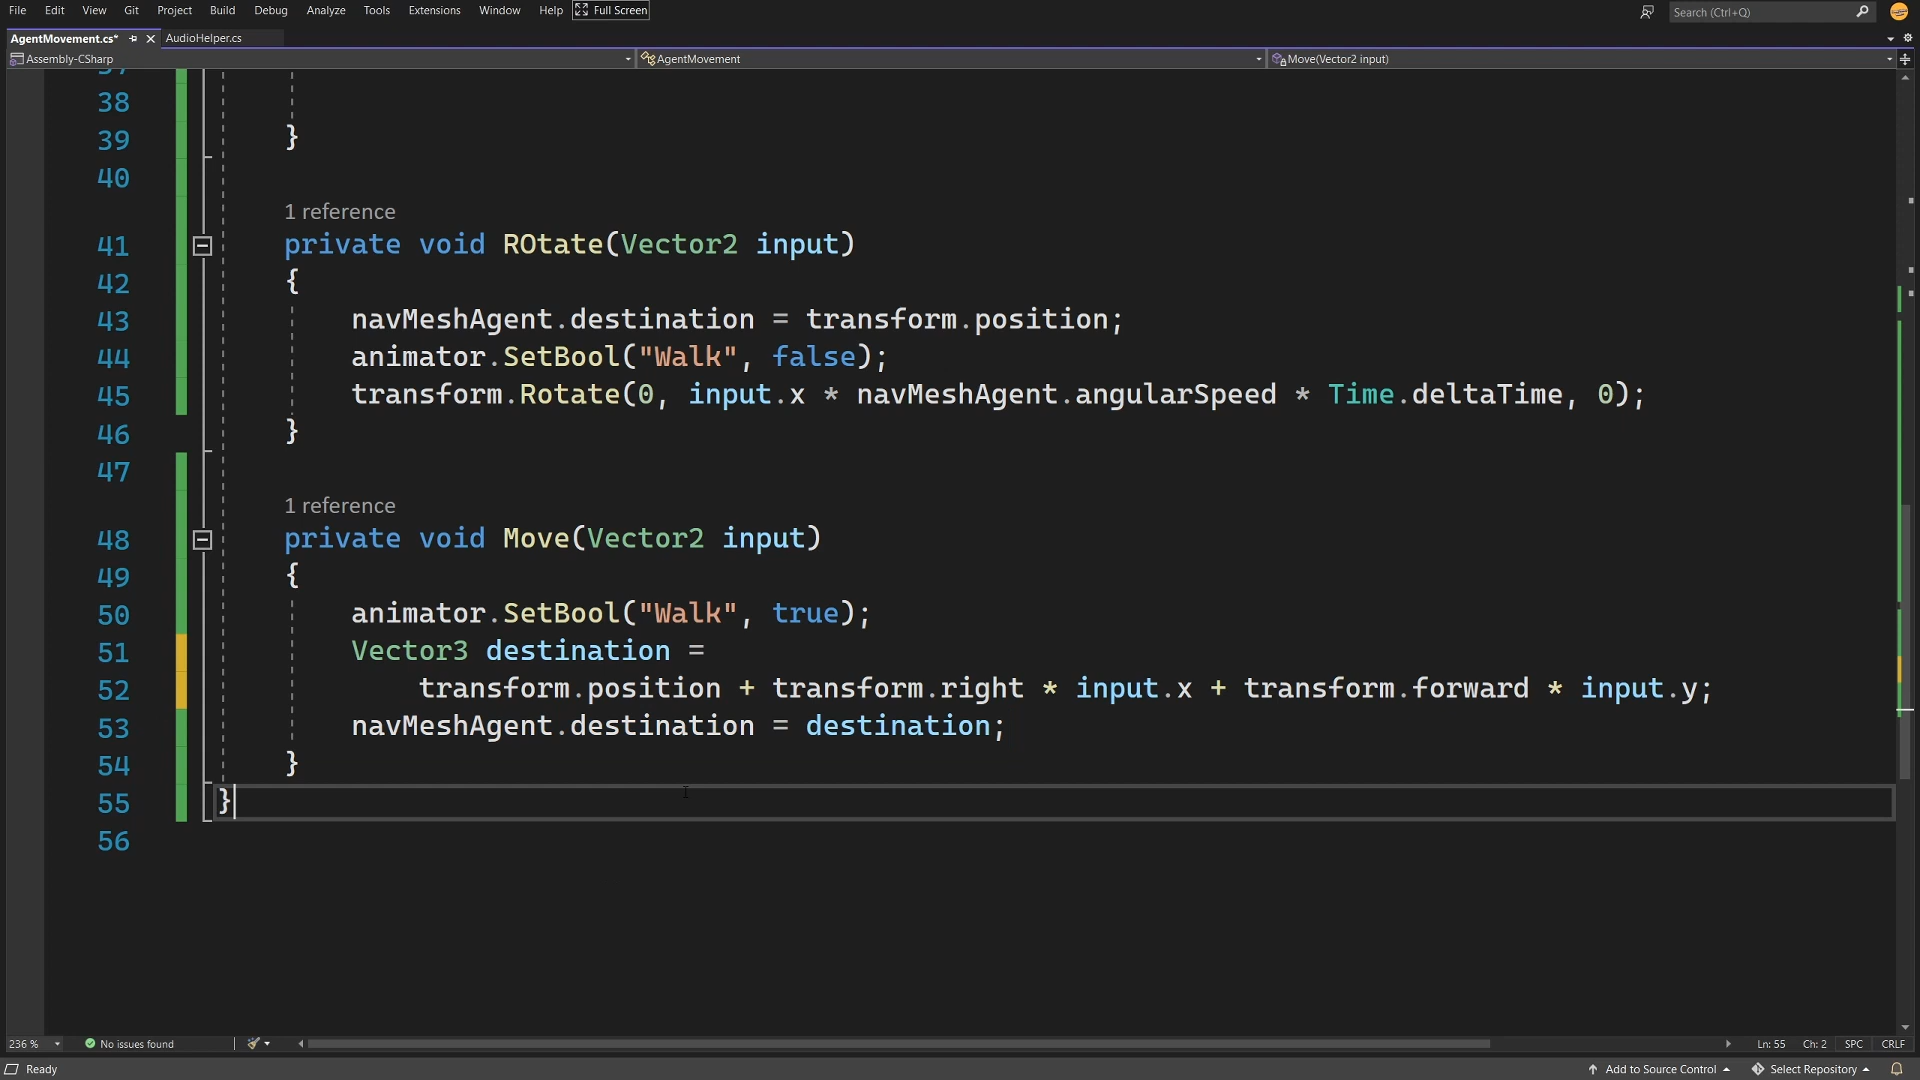 File Edit View Git Project Build Debug Analyze Tools Extensions Window Help Full Screen Search (Ctrl+Q)
AgentMovement.cs* AudioHelper.cs
Assembly-CSharp AgentMovement Move(Vector2 input)
37
38
39 }
40
1 reference
41 private void ROtate(Vector2 input)
42 {
43 navMeshAgent.destination = transform.position;
44 animator.SetBool("Walk", false);
45 transform.Rotate(0, input.x * navMeshAgent.angularSpeed * Time.deltaTime, 0);
46 }
47
1 reference
48 private void Move(Vector2 input)
49 {
50 animator.SetBool("Walk", true);
51 Vector3 destination =
52 transform.position + transform.right * input.x + transform.forward * input.y;
53 navMeshAgent.destination = destination;
54 }
55 }
56
236 % No issues found Ln: 55 Ch: 2 SPC CRLF
Ready Add to Source Control Select Repository